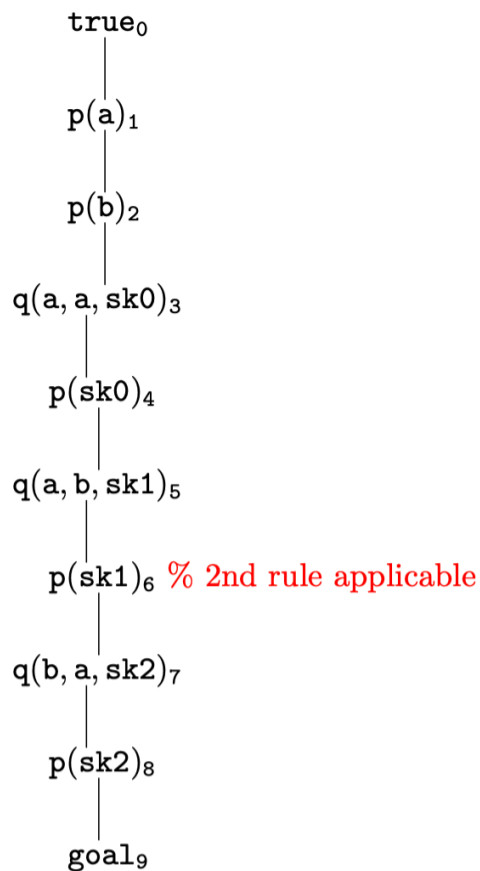 true₀
p(a)₁
p(b)₂
q(a, a, sk0)₃
p(sk0)₄
q(a, b, sk1)₅
p(sk1)₆ % 2nd rule applicable
q(b, a, sk2)₇
p(sk2)₈
goal₉